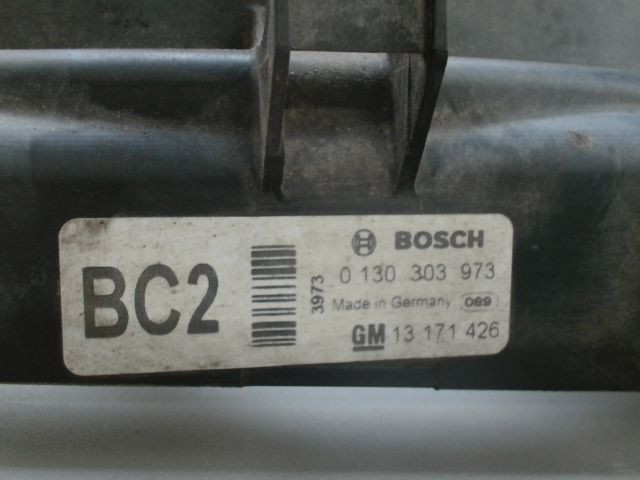 BC2
3973
BOSCH
0 130 303 973
Made in Germany 089
GM 13 171 426